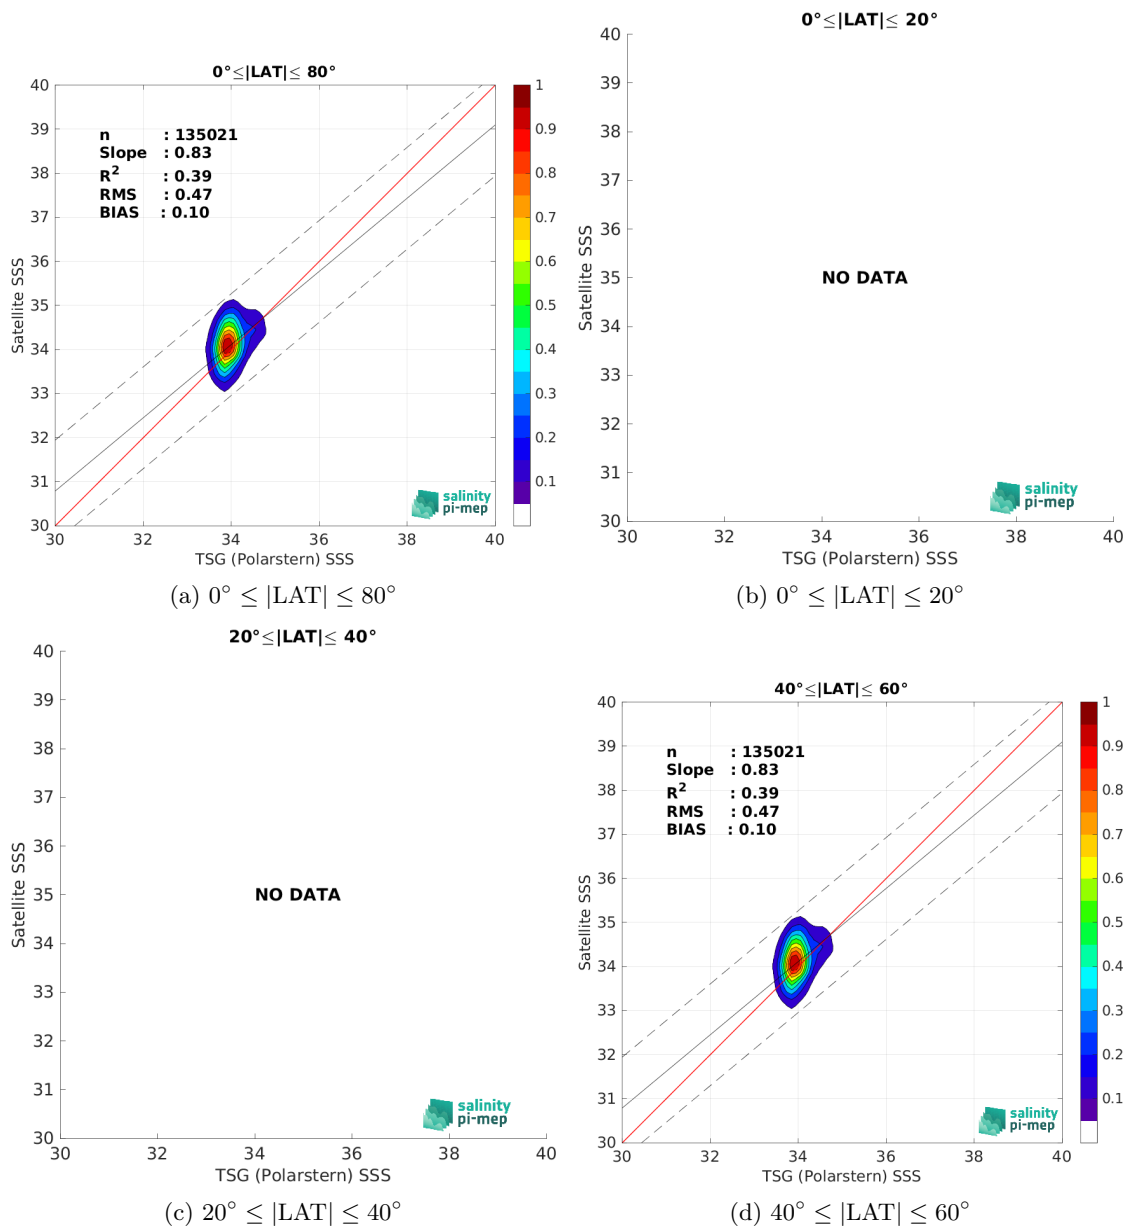 0°≤|LAT|≤ 80°
40
39
38
37
36
35
34
33
32
31
30
Satellite SSS
n : 135021
Slope : 0.83
R² : 0.39
RMS : 0.47
BIAS : 0.10
salinity
pi-mep
30 32 34 36 38 40
TSG (Polarstern) SSS
1
0.9
0.8
0.7
0.6
0.5
0.4
0.3
0.2
0.1
(a) 0° ≤ |LAT| ≤ 80°
0°≤|LAT|≤ 20°
40
39
38
37
36
35
34
33
32
31
30
Satellite SSS
NO DATA
salinity
pi-mep
30 32 34 36 38 40
TSG (Polarstern) SSS
(b) 0° ≤ |LAT| ≤ 20°
20°≤|LAT|≤ 40°
40
39
38
37
36
35
34
33
32
31
30
Satellite SSS
NO DATA
salinity
pi-mep
30 32 34 36 38 40
TSG (Polarstern) SSS
(c) 20° ≤ |LAT| ≤ 40°
40°≤|LAT|≤ 60°
40
39
38
37
36
35
34
33
32
31
30
Satellite SSS
n : 135021
Slope : 0.83
R² : 0.39
RMS : 0.47
BIAS : 0.10
salinity
pi-mep
30 32 34 36 38 40
TSG (Polarstern) SSS
1
0.9
0.8
0.7
0.6
0.5
0.4
0.3
0.2
0.1
(d) 40° ≤ |LAT| ≤ 60°